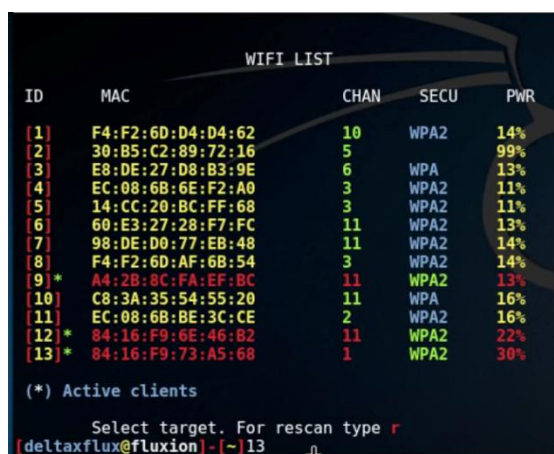 WIFI LIST
ID MAC CHAN SECU PWR
[1] F4:F2:6D:D4:D4:62 10 WPA2 14%
[2] 30:B5:C2:89:72:16 5 99%
[3] E8:DE:27:D8:B3:9E 6 WPA 13%
[4] EC:08:6B:6E:F2:A0 3 WPA2 11%
[5] 14:CC:20:BC:FF:68 3 WPA2 11%
[6] 60:E3:27:28:F7:FC 11 WPA2 13%
[7] 98:DE:D0:77:EB:48 11 WPA2 14%
[8] F4:F2:6D:AF:6B:54 3 WPA2 14%
[9]* A4:2B:8C:FA:EF:BC 11 WPA2 13%
[10] C8:3A:35:54:55:20 11 WPA 16%
[11] EC:08:6B:BE:3C:CE 2 WPA2 16%
[12]* 84:16:F9:6E:46:B2 11 WPA2 22%
[13]* 84:16:F9:73:A5:68 1 WPA2 30%
(*) Active clients
Select target. For rescan type r
[deltaxflux@fluxion]-[~]13